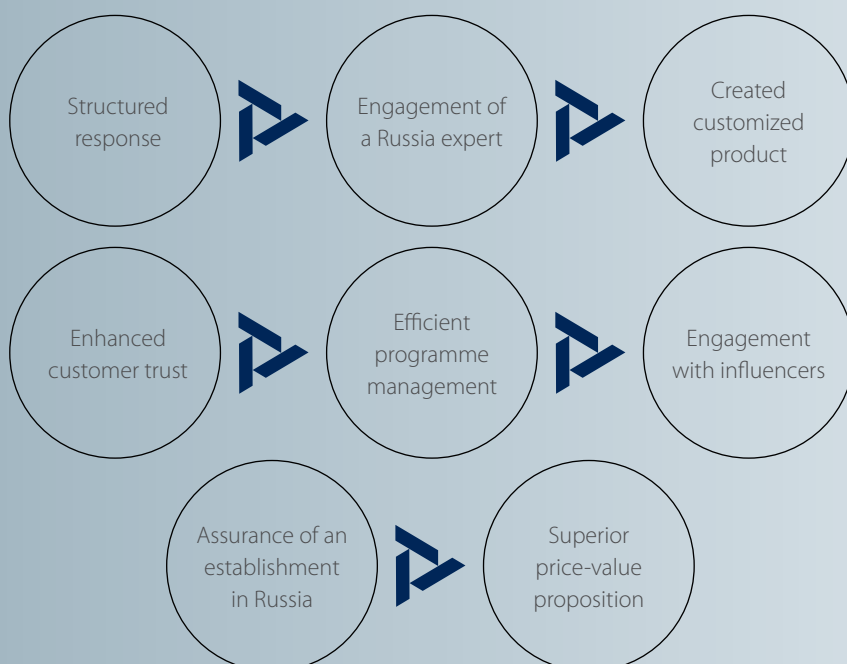 Structured
response
Engagement of
a Russia expert
Created
customized
product
Enhanced
customer trust
Efficient
programme
management
Engagement
with influencers
Assurance of an
establishment
in Russia
Superior
price-value
proposition